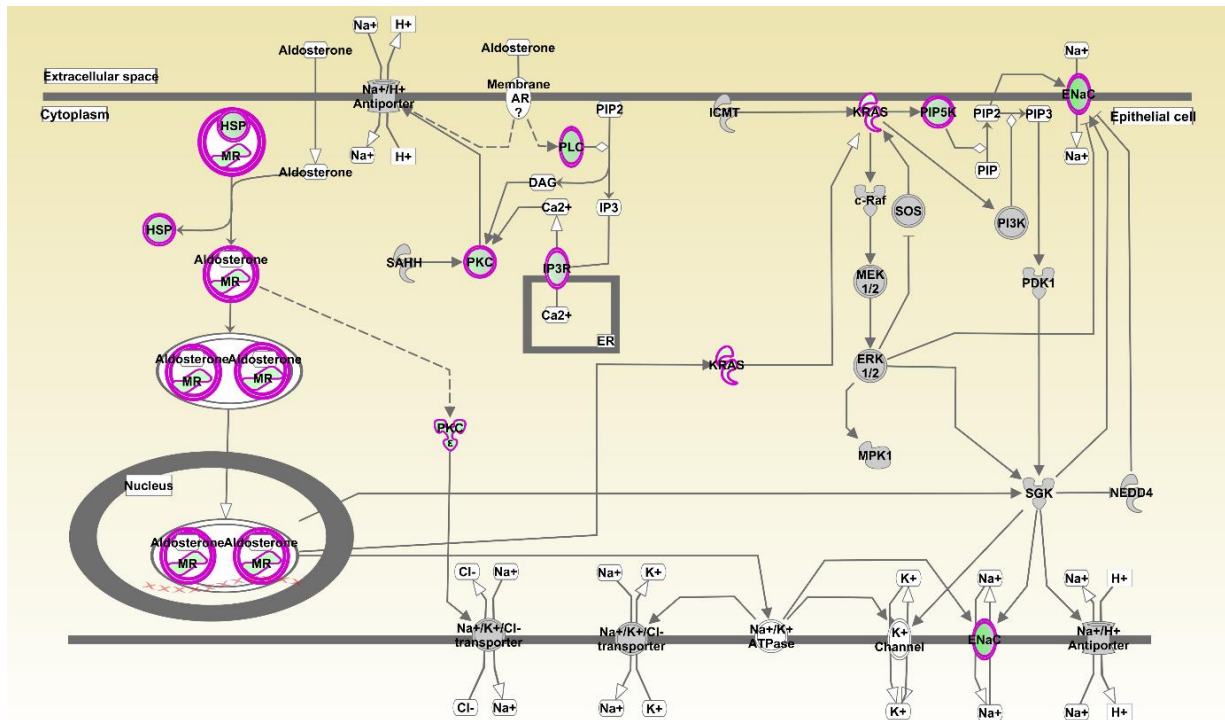 Na+
H+
Aldosterone
Aldosterone
Na+
Extracellular space
Na+/H+
Antiporter
Membrane
AR
?
ENaC
Cytoplasm
PIP2
ICMT
KRAS
PIP5K
PIP2
PIP3
Epithelial cell
HSP
MR
Na+
H+
PLC
Na+
Aldosterone
DAG
PIP
Ca2+
IP3
c-Raf
SOS
PI3K
HSP
Aldosterone
MR
SAHH
PKC
IP3R
MEK
1/2
PDK1
Ca2+
ER
Aldosterone
MR
Aldosterone
MR
KRAS
ERK
1/2
PKC
ε
MPK1
Nucleus
SGK
NEDD4
Aldosterone
MR
Aldosterone
MR
xxxxxxxxxxxxxxx
Cl-
Na+
Na+
K+
K+
Na+
Na+
H+
Na+/K+/Cl-
transporter
Na+/K+/Cl-
transporter
Na+/K+
ATPase
K+
Channel
ENaC
Na+/H+
Antiporter
Cl-
Na+
Na+
K+
K+
Na+
Na+
H+